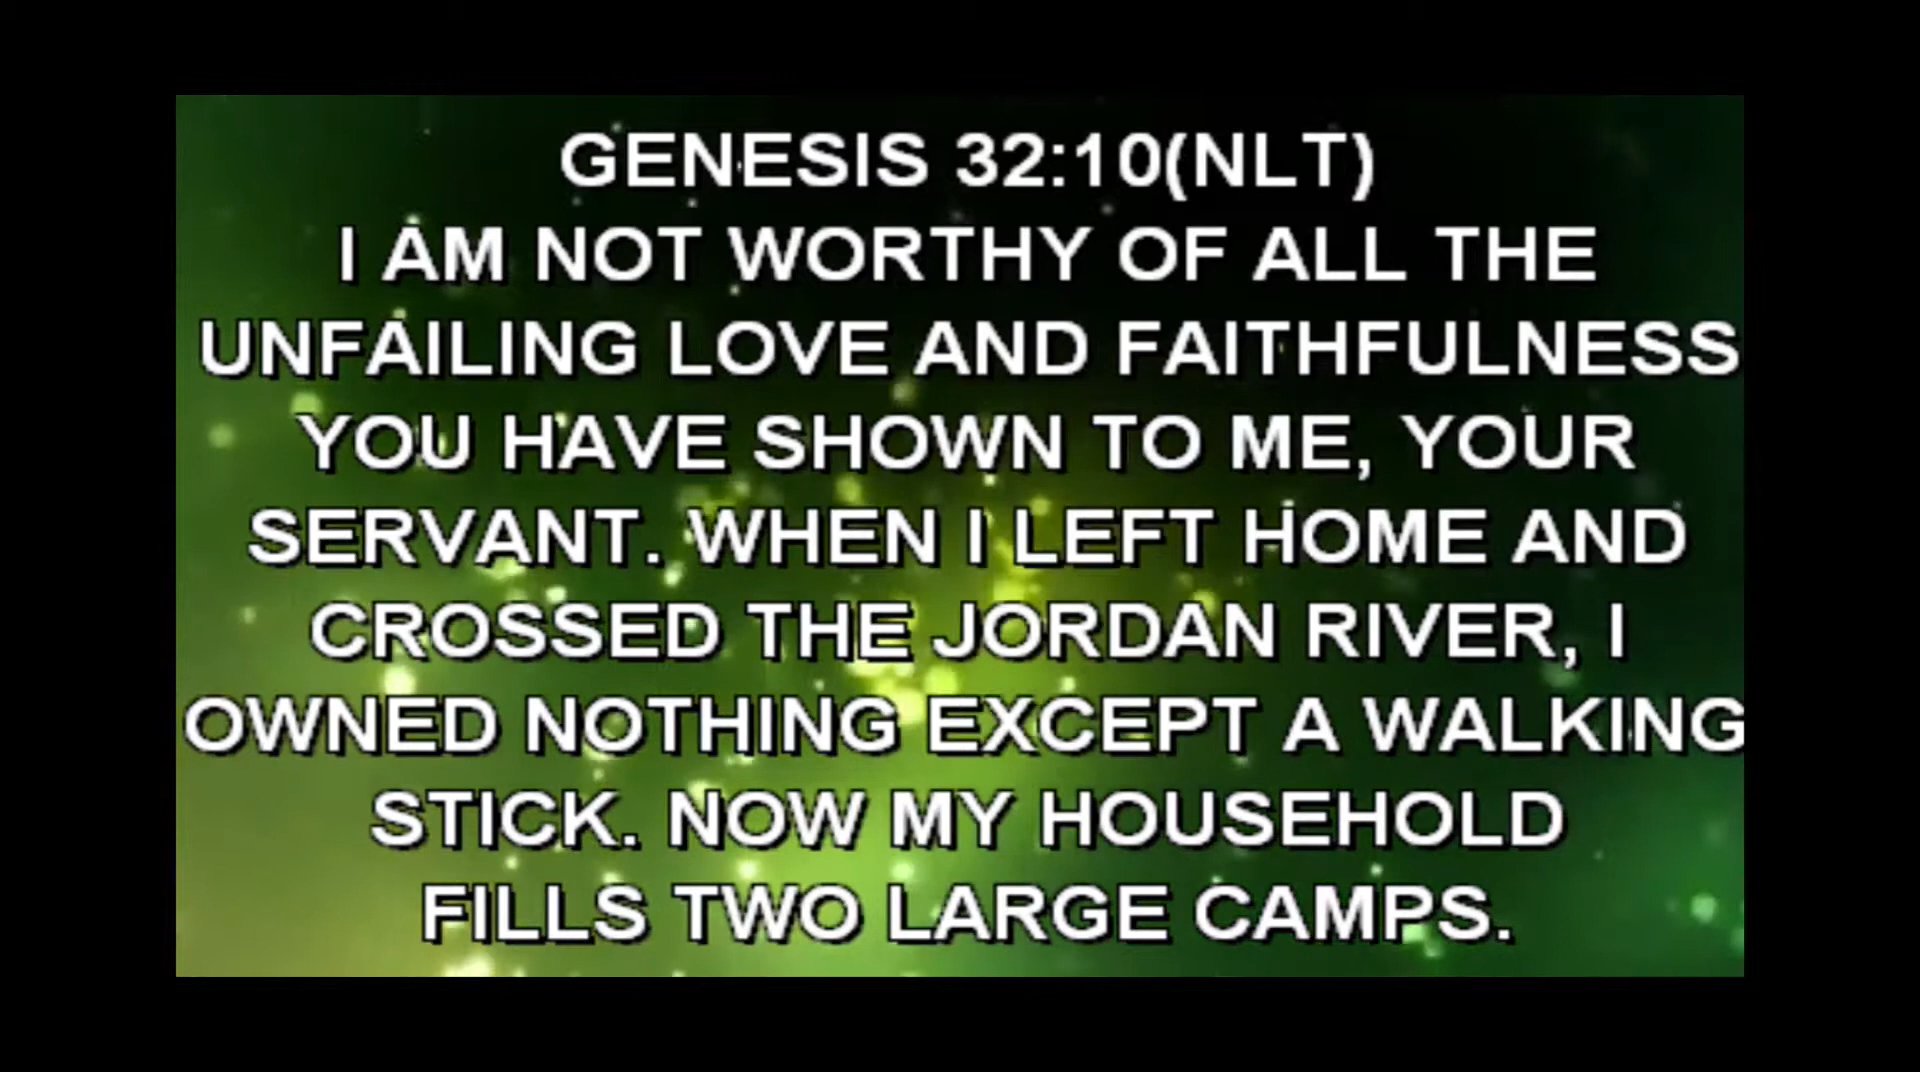 GENESIS 32:10(NLT)
I AM NOT WORTHY OF ALL THE
UNFAILING LOVE AND FAITHFULNESS
YOU HAVE SHOWN TO ME, YOUR
SERVANT. WHEN I LEFT HOME AND
CROSSED THE JORDAN RIVER, I
OWNED NOTHING EXCEPT A WALKING
STICK. NOW MY HOUSEHOLD
FILLS TWO LARGE CAMPS.